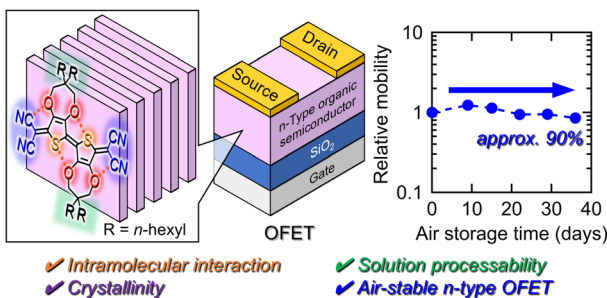 R R
O O
NC CN
S
S
NC CN
O O
R R
R = n-hexyl
Source
Drain
n-Type organic
semiconductor
SiO2
Gate
OFET
Relative mobility
10
1
0.1
approx. 90%
0 10 20 30 40
Air storage time (days)
✔ Intramolecular interaction
✔ Solution processability
✔ Crystallinity
✔ Air-stable n-type OFET